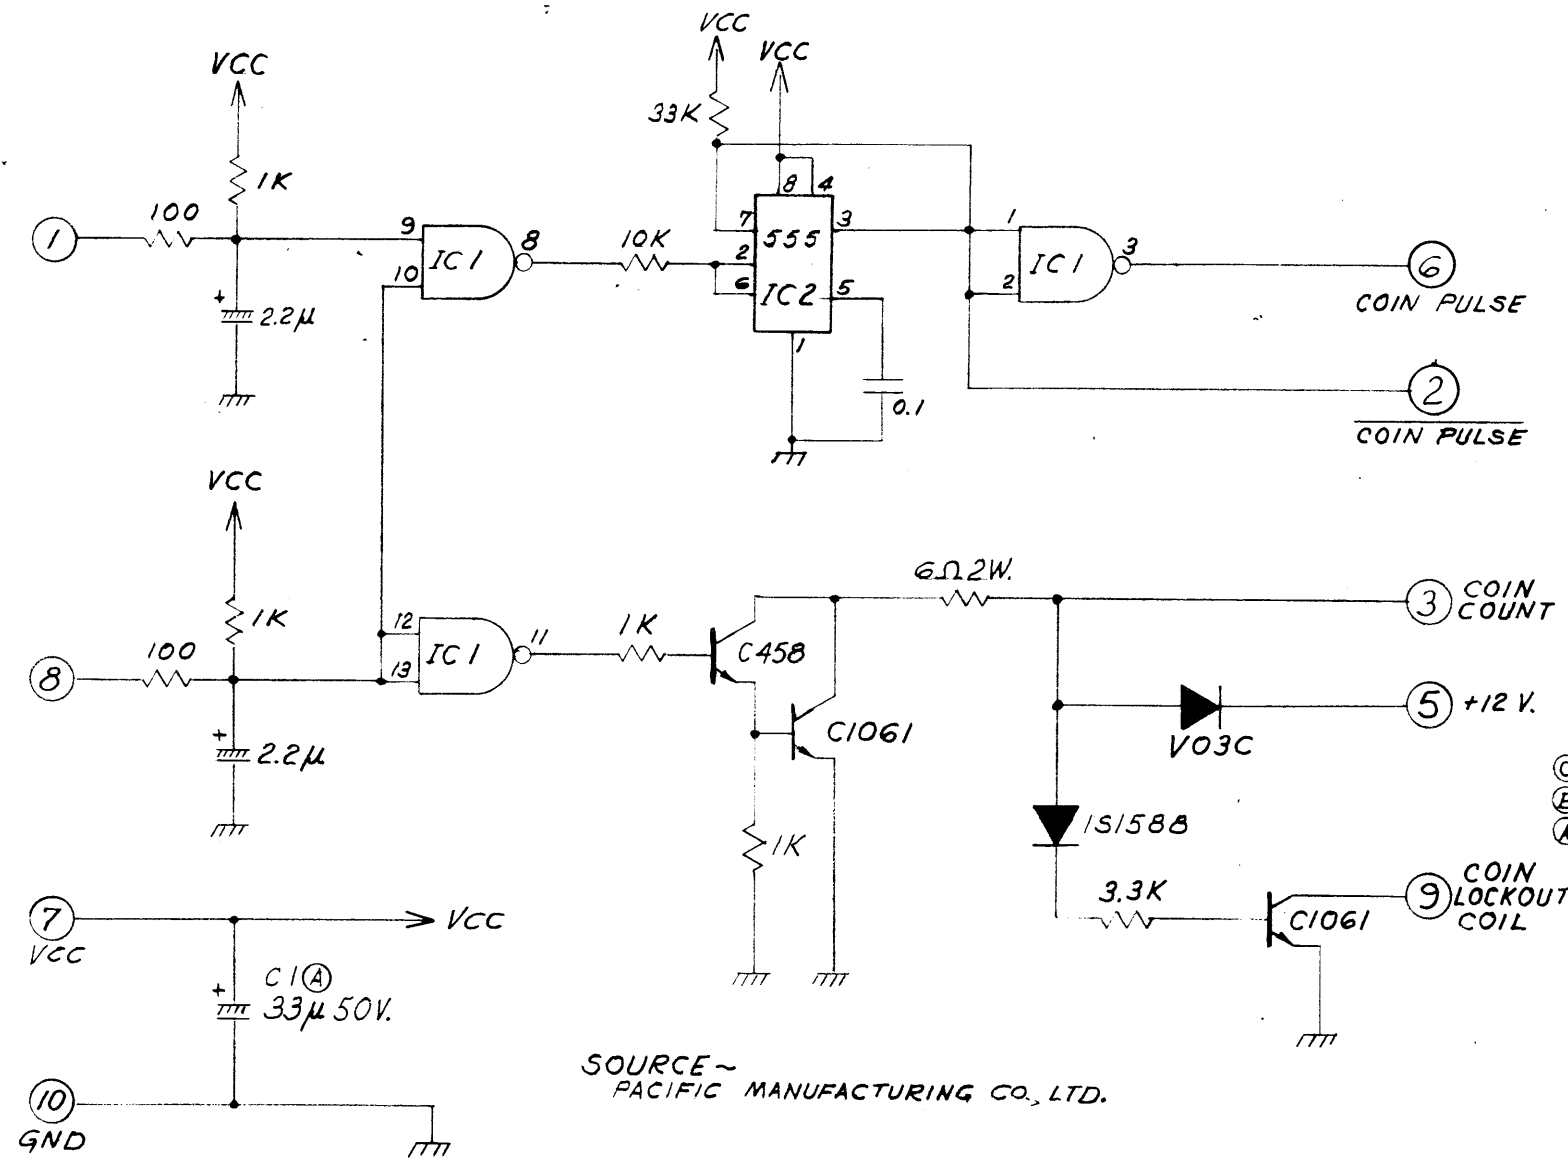 VCC
VCC
VCC
33K
1K
100
1
9
10
IC1
8
10K
8
4
7
2
6
555
IC2
3
5
1
1
2
IC1
3
6
COIN PULSE
+
2.2μ
0.1
2
COIN PULSE
VCC
1K
100
8
12
13
IC1
11
1K
C458
6Ω2W.
3
COIN
COUNT
5
+12 V.
V03C
+
2.2μ
C1061
1K
1S1588
3.3K
C1061
9
COIN
LOCKOUT
COIL
7
VCC
VCC
+
C1 A
33μ 50V.
10
GND
SOURCE~
PACIFIC MANUFACTURING CO., LTD.